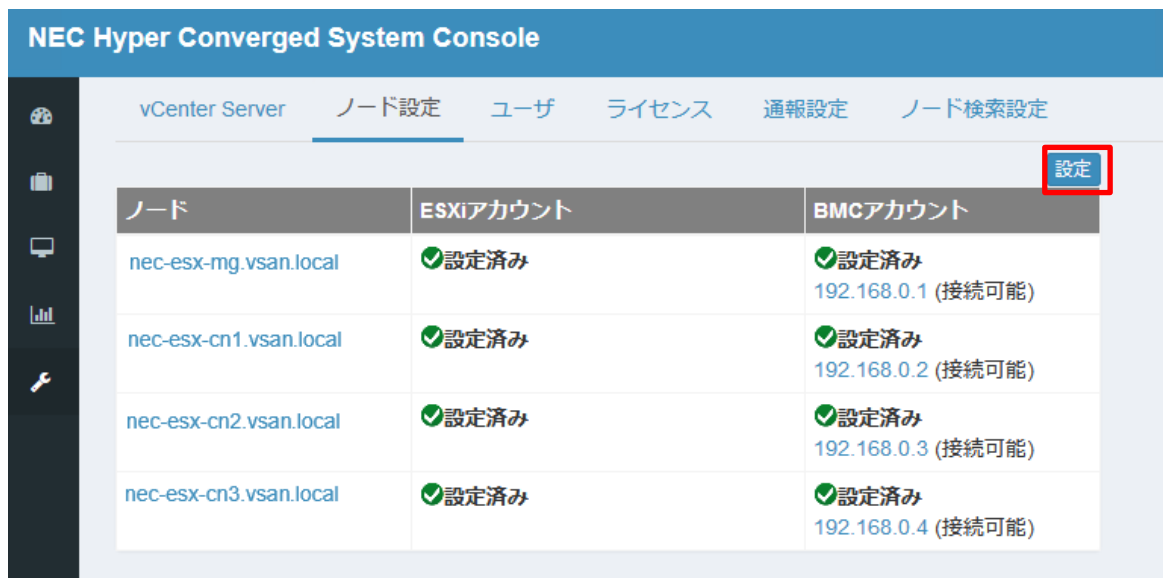 NEC Hyper Converged System Console
vCenter Server ノード設定 ユーザ ライセンス 通報設定 ノード検索設定
設定
ノード ESXiアカウント BMCアカウント
nec-esx-mg.vsan.local 設定済み 設定済み
192.168.0.1 (接続可能)
nec-esx-cn1.vsan.local 設定済み 設定済み
192.168.0.2 (接続可能)
nec-esx-cn2.vsan.local 設定済み 設定済み
192.168.0.3 (接続可能)
nec-esx-cn3.vsan.local 設定済み 設定済み
192.168.0.4 (接続可能)